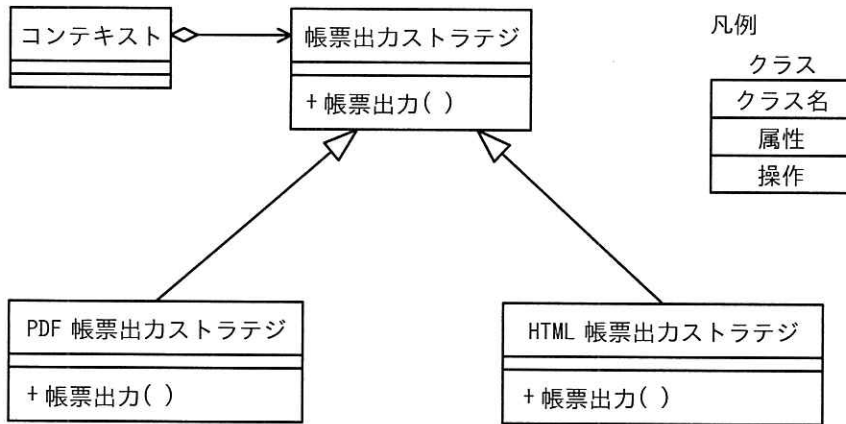 コンテキスト
帳票出力ストラテジ
+帳票出力( )
凡例
クラス
クラス名
属性
操作
PDF 帳票出力ストラテジ
+帳票出力( )
HTML 帳票出力ストラテジ
+帳票出力( )